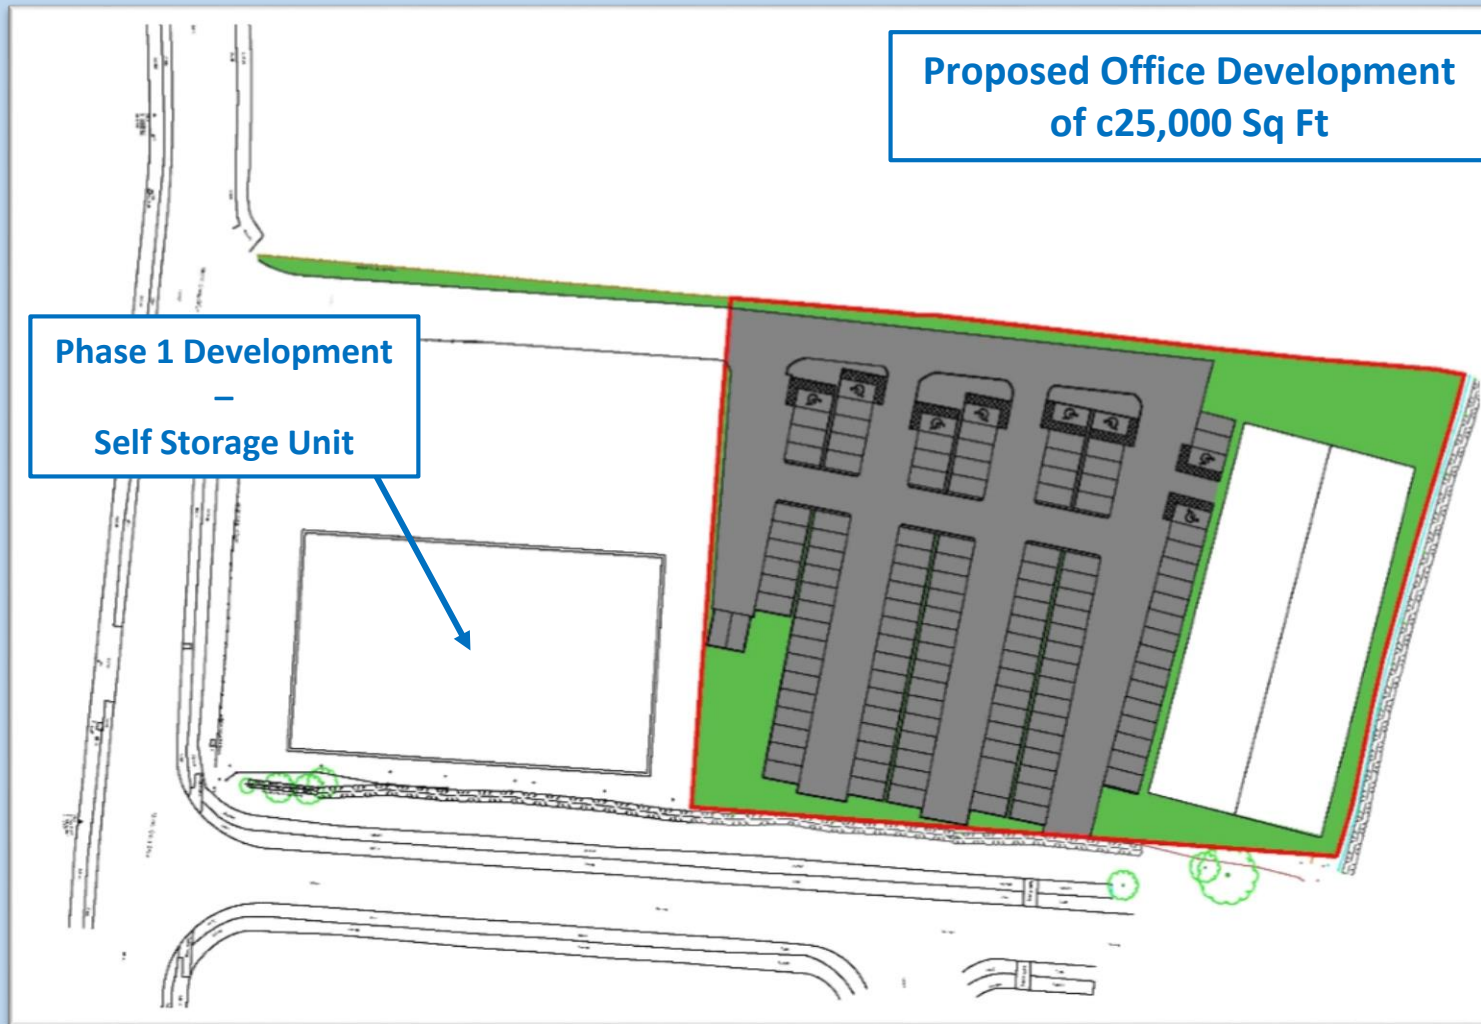 Proposed Office Development
of c25,000 Sq Ft
Phase 1 Development
–
Self Storage Unit